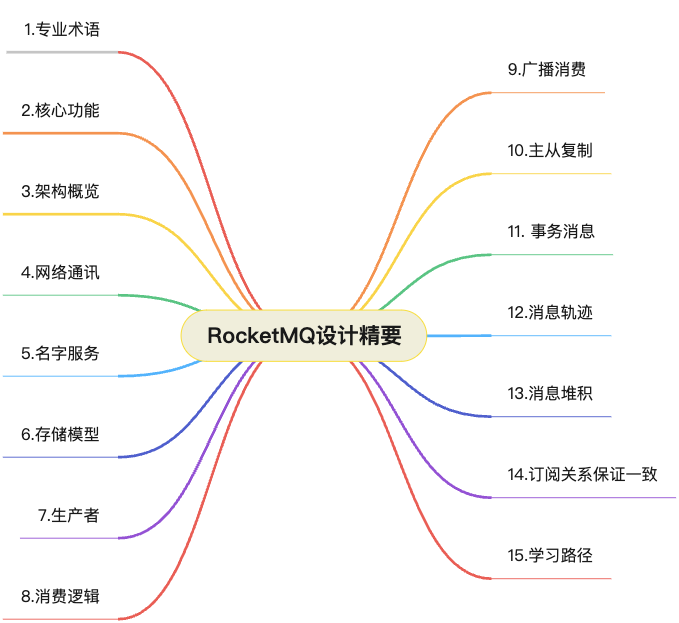 1.专业术语
2.核心功能
3.架构概览
4.网络通讯
5.名字服务
6.存储模型
7.生产者
8.消费逻辑
RocketMQ设计精要
9.广播消费
10.主从复制
11. 事务消息
12.消息轨迹
13.消息堆积
14.订阅关系保证一致
15.学习路径